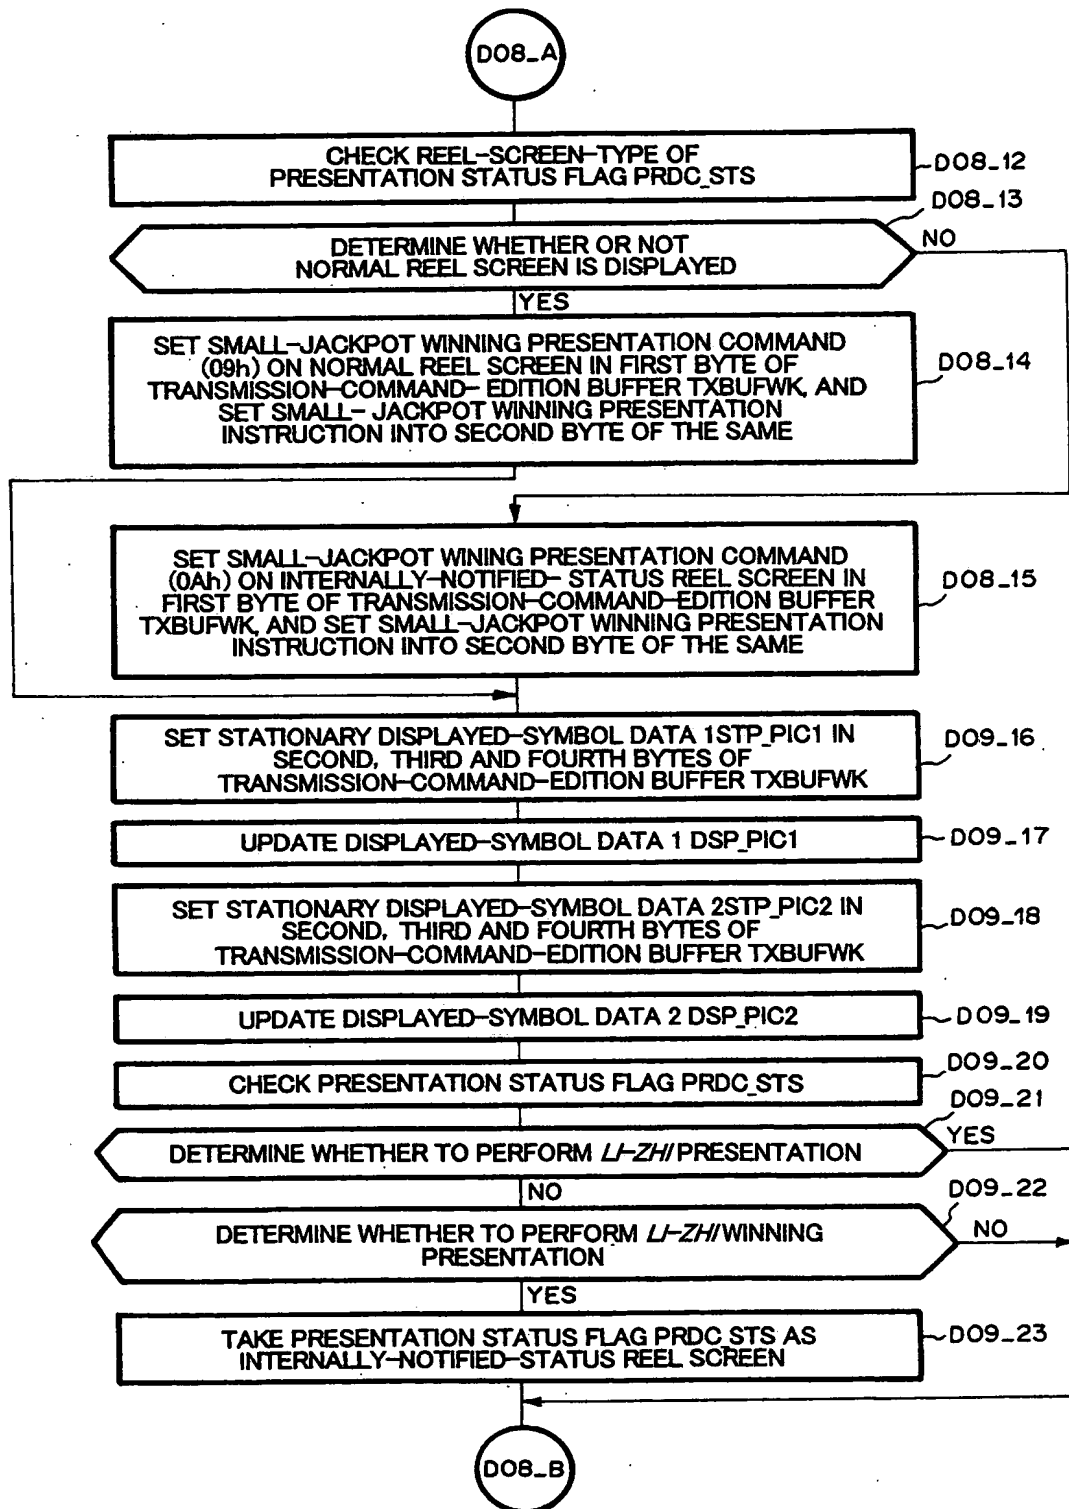 D08_A
CHECK REEL-SCREEN-TYPE OF
PRESENTATION STATUS FLAG PRDC_STS
D08_12
D08_13
DETERMINE WHETHER OR NOT
NORMAL REEL SCREEN IS DISPLAYED
NO
YES
SET SMALL-JACKPOT WINNING PRESENTATION COMMAND
(09h) ON NORMAL REEL SCREEN IN FIRST BYTE OF
TRANSMISSION-COMMAND- EDITION BUFFER TXBUFWK, AND
SET SMALL- JACKPOT WINNING PRESENTATION
INSTRUCTION INTO SECOND BYTE OF THE SAME
D08_14
SET SMALL-JACKPOT WINING PRESENTATION COMMAND
(0Ah) ON INTERNALLY-NOTIFIED- STATUS REEL SCREEN IN
FIRST BYTE OF TRANSMISSION-COMMAND-EDITION BUFFER
TXBUFWK, AND SET SMALL-JACKPOT WINNING PRESENTATION
INSTRUCTION INTO SECOND BYTE OF THE SAME
D08_15
SET STATIONARY DISPLAYED-SYMBOL DATA 1STP_PIC1 IN
SECOND, THIRD AND FOURTH BYTES OF
TRANSMISSION-COMMAND-EDITION BUFFER TXBUFWK
D09_16
UPDATE DISPLAYED-SYMBOL DATA 1 DSP_PIC1
D09_17
SET STATIONARY DISPLAYED-SYMBOL DATA 2STP_PIC2 IN
SECOND, THIRD AND FOURTH BYTES OF
TRANSMISSION-COMMAND-EDITION BUFFER TXBUFWK
D09_18
UPDATE DISPLAYED-SYMBOL DATA 2 DSP_PIC2
D09_19
CHECK PRESENTATION STATUS FLAG PRDC_STS
D09_20
D09_21
DETERMINE WHETHER TO PERFORM LI-ZHI PRESENTATION
YES
NO
D09_22
DETERMINE WHETHER TO PERFORM LI-ZHI WINNING
PRESENTATION
NO
YES
TAKE PRESENTATION STATUS FLAG PRDC_STS AS
INTERNALLY-NOTIFIED-STATUS REEL SCREEN
D09_23
D08_B